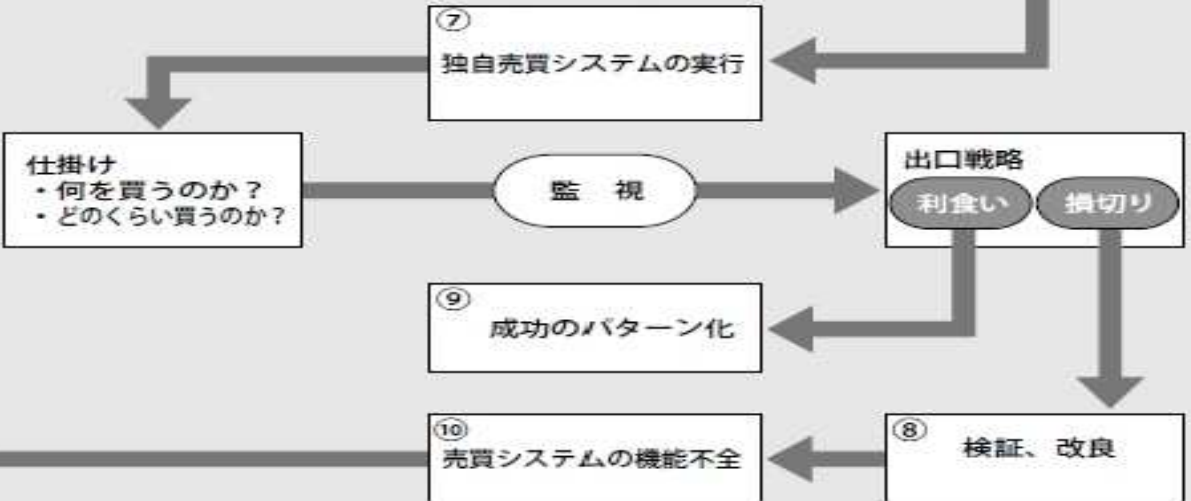 ⑦
独自売買システムの実行
仕掛け
・何を買うのか？
・どのくらい買うのか？
監　視
出口戦略
利食い　損切り
⑨
成功のパターン化
⑩
売買システムの機能不全
⑧
検証、改良